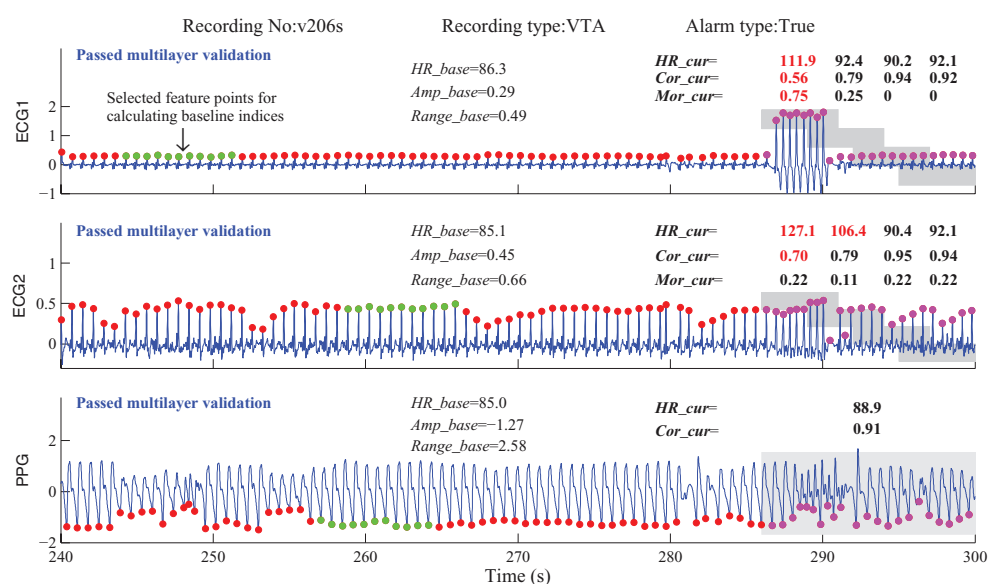 Recording No:v206s Recording type:VTA Alarm type:True
Passed multilayer validation
HR_base=86.3
Amp_base=0.29
Range_base=0.49
HR_cur= 111.9 92.4 90.2 92.1
Cor_cur= 0.56 0.79 0.94 0.92
Mor_cur= 0.75 0.25 0 0
Selected feature points for
calculating baseline indices
ECG1
2
1
0
−1
Passed multilayer validation
HR_base=85.1
Amp_base=0.45
Range_base=0.66
HR_cur= 127.1 106.4 90.4 92.1
Cor_cur= 0.70 0.79 0.95 0.94
Mor_cur= 0.22 0.11 0.22 0.22
ECG2
1
0.5
0
Passed multilayer validation
HR_base=85.0
Amp_base=−1.27
Range_base=2.58
HR_cur= 88.9
Cor_cur= 0.91
PPG
2
0
−2
240 250 260 270 280 290 300
Time (s)